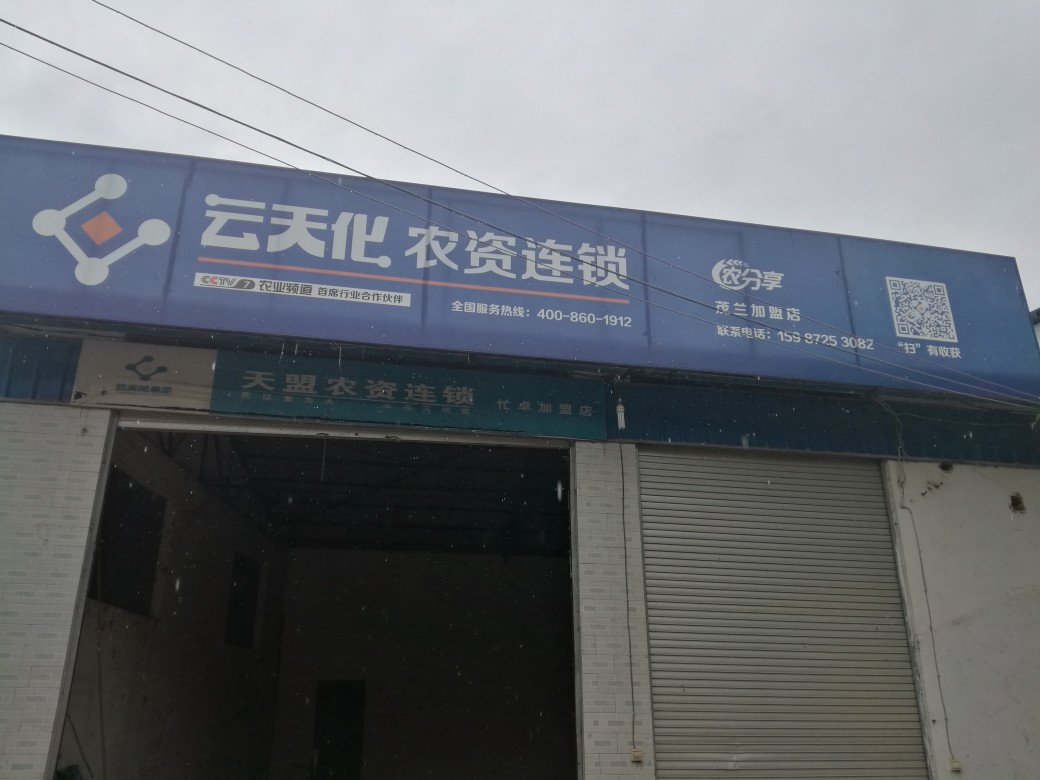 云天化 农资连锁
CCTV 7 农业频道 首席行业合作伙伴
全国服务热线：400-860-1912
农分享
茂兰加盟店
联系电话：159 8725 3082
“扫”有收获
天盟农资连锁
忙卓加盟店